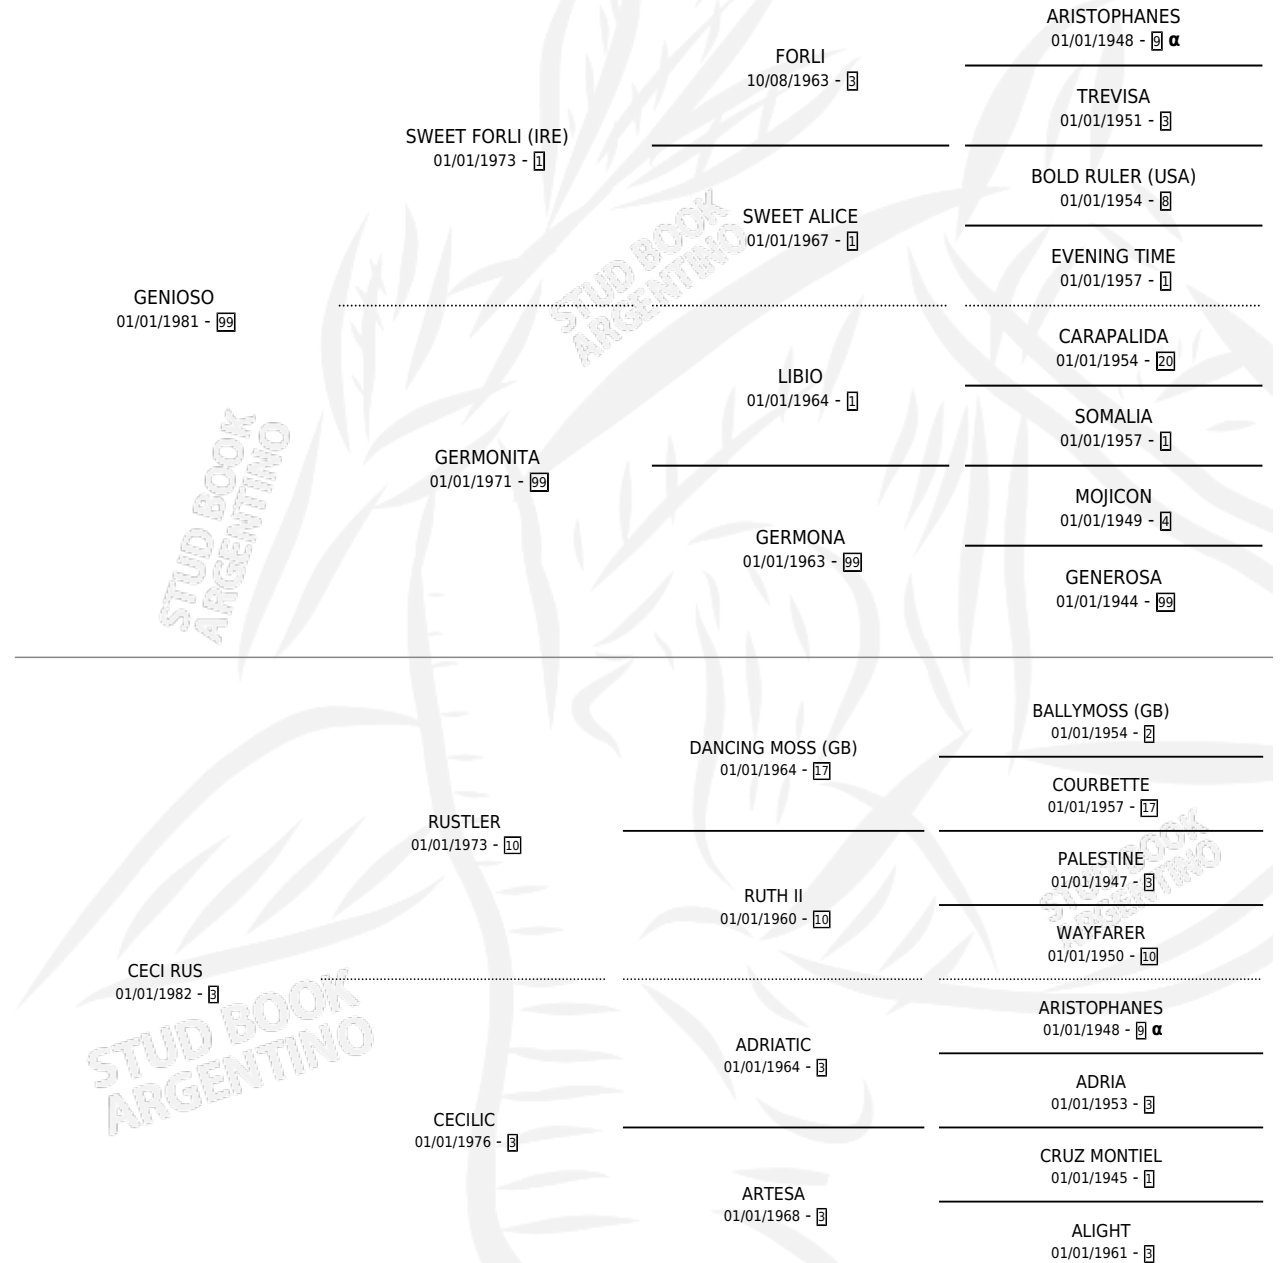 ARISTOPHANES
01/01/1948 - 9 α
FORLI
10/08/1963 - 3
TREVISA
01/01/1951 - 3
SWEET FORLI (IRE)
01/01/1973 - 1
BOLD RULER (USA)
01/01/1954 - 8
SWEET ALICE
01/01/1967 - 1
EVENING TIME
01/01/1957 - 1
GENIOSO
01/01/1981 - 99
CARAPALIDA
01/01/1954 - 20
LIBIO
01/01/1964 - 1
SOMALIA
01/01/1957 - 1
GERMONITA
01/01/1971 - 99
MOJICON
01/01/1949 - 4
GERMONA
01/01/1963 - 99
GENEROSA
01/01/1944 - 99
BALLYMOSS (GB)
01/01/1954 - 2
DANCING MOSS (GB)
01/01/1964 - 17
COURBETTE
01/01/1957 - 17
RUSTLER
01/01/1973 - 10
PALESTINE
01/01/1947 - 3
RUTH II
01/01/1960 - 10
WAYFARER
01/01/1950 - 10
CECI RUS
01/01/1982 - 3
ARISTOPHANES
01/01/1948 - 9 α
ADRIATIC
01/01/1964 - 3
ADRIA
01/01/1953 - 3
CECILIC
01/01/1976 - 3
CRUZ MONTIEL
01/01/1945 - 1
ARTESA
01/01/1968 - 3
ALIGHT
01/01/1961 - 3
STUD BOOK
ARGENTINO
STUD BOOK
ARGENTINO
STUD BOOK
ARGENTINO
STUD BOOK
ARGENTINO